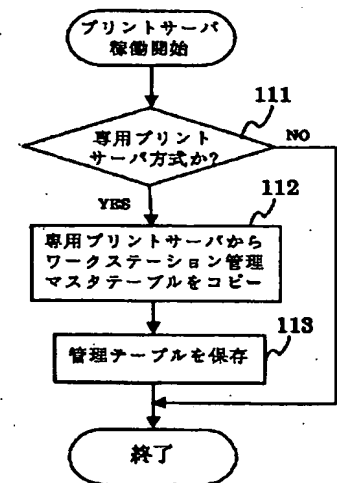 プリントサーバ
稼働開始
111
専用プリント
サーバ方式か?
NO
YES
112
専用プリントサーバから
ワークステーション管理
マスタテーブルをコピー
113
管理テーブルを保存
終了